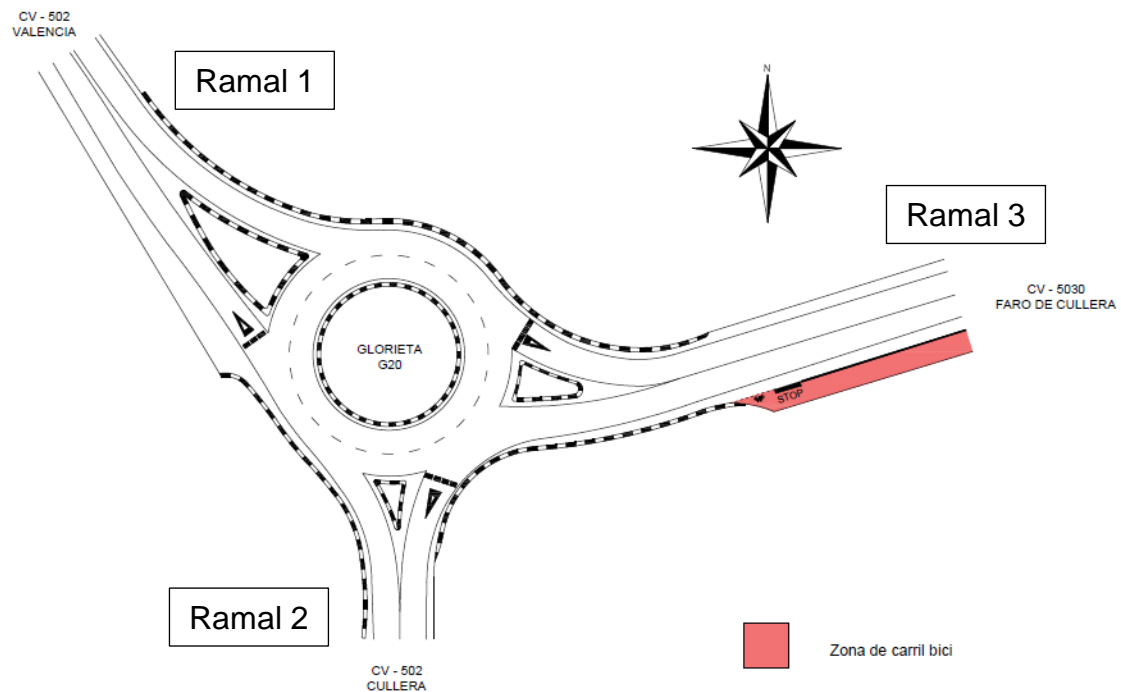 CV - 502
VALENCIA
Ramal 1
N
Ramal 3
CV - 5030
FARO DE CULLERA
GLORIETA
G20
STOP
Ramal 2
CV - 502
CULLERA
Zona de carril bici